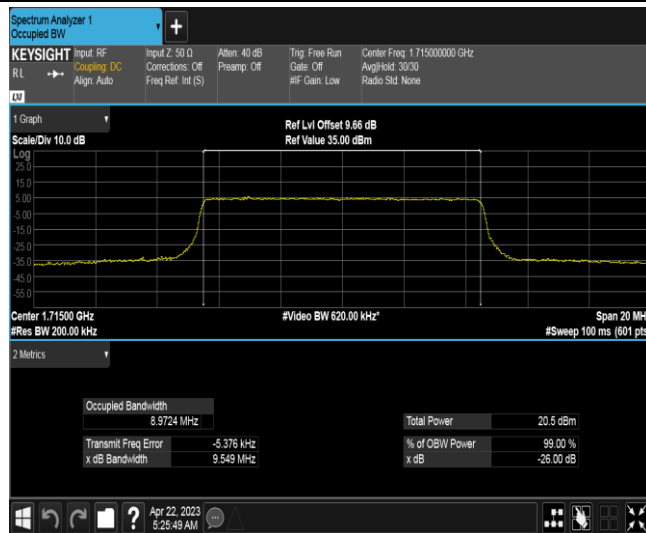 Spectrum Analyzer 1
Occupied BW
+
KEYSIGHT
RL
LXI
Input: RF
Coupling: DC
Align: Auto
Input Z: 50 Ω
Corrections: Off
Freq Ref: Int (S)
Atten: 40 dB
Preamp: Off
Trig: Free Run
Gate: Off
#IF Gain: Low
Center Freq: 1.715000000 GHz
Avg|Hold: 30/30
Radio Std: None
1 Graph
Scale/Div 10.0 dB
Ref Lvl Offset 9.66 dB
Ref Value 35.00 dBm
Log
25.0
15.0
5.00
-5.00
-15.0
-25.0
-35.0
-45.0
-55.0
Center 1.71500 GHz
#Res BW 200.00 kHz
#Video BW 620.00 kHz*
Span 20 MH
#Sweep 100 ms (601 pts
2 Metrics
Occupied Bandwidth
8.9724 MHz
Total Power 20.5 dBm
Transmit Freq Error -5.376 kHz
% of OBW Power 99.00 %
x dB Bandwidth 9.549 MHz
x dB -26.00 dB
?
Apr 22, 2023
5:25:49 AM